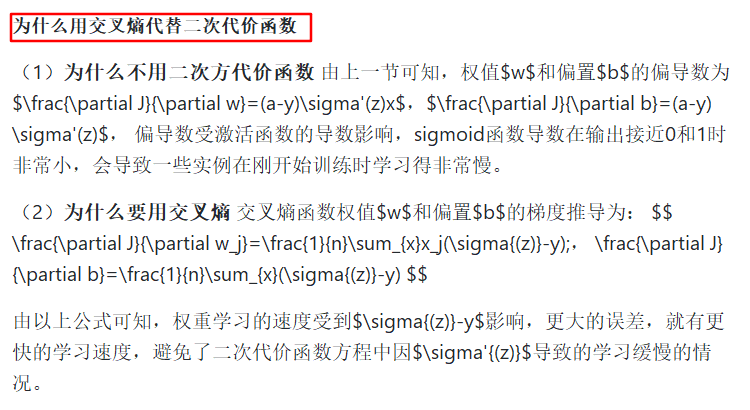 为什么用交叉熵代替二次代价函数
（1）为什么不用二次方代价函数 由上一节可知，权值$w$和偏置$b$的偏导数为
$\frac{\partial J}{\partial w}=(a-y)\sigma'(z)x$，$\frac{\partial J}{\partial b}=(a-y)
\sigma'(z)$， 偏导数受激活函数的导数影响，sigmoid函数导数在输出接近0和1时
非常小，会导致一些实例在刚开始训练时学习得非常慢。
（2）为什么要用交叉熵 交叉熵函数权值$w$和偏置$b$的梯度推导为： $$
\frac{\partial J}{\partial w_j}=\frac{1}{n}\sum_{x}x_j(\sigma{(z)}-y);， \frac{\partial J}
{\partial b}=\frac{1}{n}\sum_{x}(\sigma{(z)}-y) $$
由以上公式可知，权重学习的速度受到$\sigma{(z)}-y$影响，更大的误差，就有更
快的学习速度，避免了二次代价函数方程中因$\sigma'{(z)}$导致的学习缓慢的情
况。